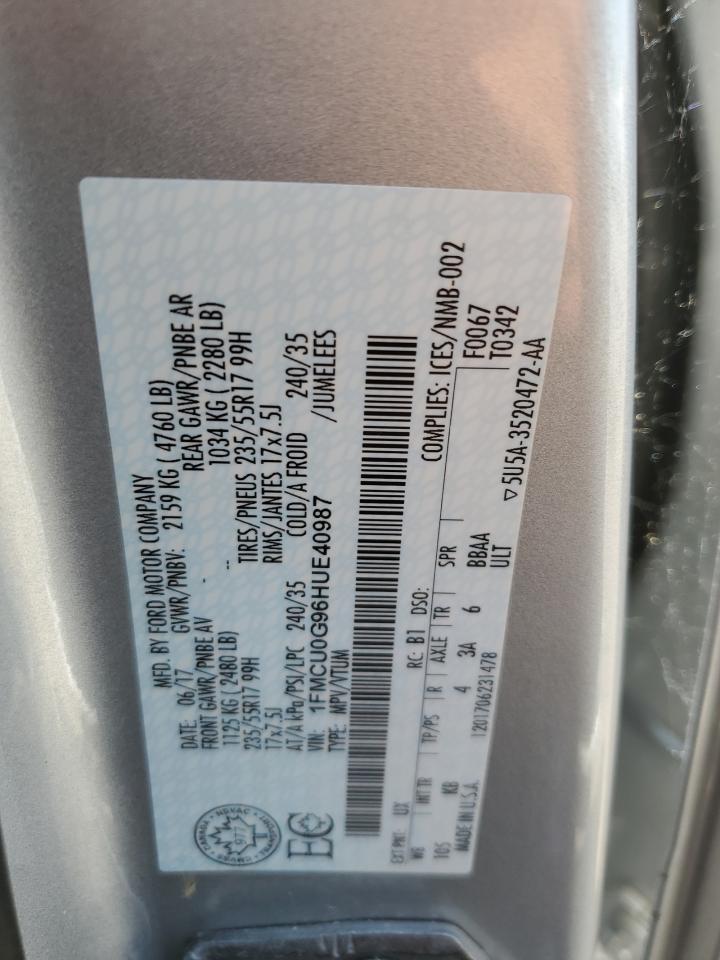 MFD. BY FORD MOTOR COMPANY
DATE: 06/17 GVWR/PNBV: 2159 KG ( 4760 LB)
FRONT GAWR/PNBE AV REAR GAWR/PNBE AR
1125 KG ( 2480 LB) 1034 KG ( 2280 LB)
235/55R17 99H TIRES/PNEUS 235/55R17 99H
17x7.5J RIMS/JANTES 17x7.5J
AT/A kPa/PSI/LPC 240/35 COLD/A FROID 240/35
VIN: 1FMCU0G96HUE40987 /JUMELEES
TYPE: MPV/VTUM
EXT PNT: UX RC: B1 DSO: COMPLIES: ICES/NMB-002
WB INT TR TP/PS R AXLE TR SPR F0067
105 KB 4 3A 6 BBAA T0342
MADE IN U.S.A. 1201706231478 ULT ▽5U5A-3520472-AA
CANADA NSVAC
977
EC